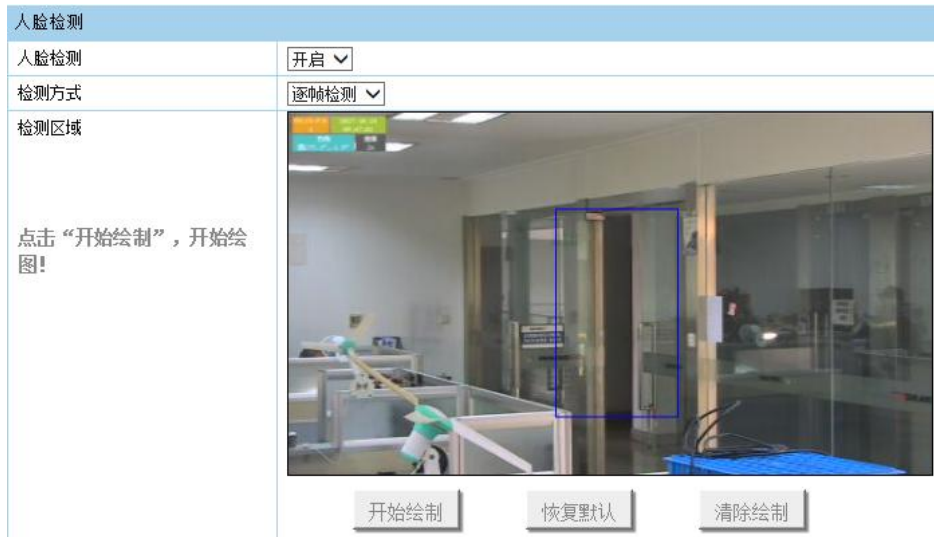 人脸检测
人脸检测
开启
检测方式
逐帧检测
检测区域
点击“开始绘制”，开始绘
图!
开始绘制
恢复默认
清除绘制